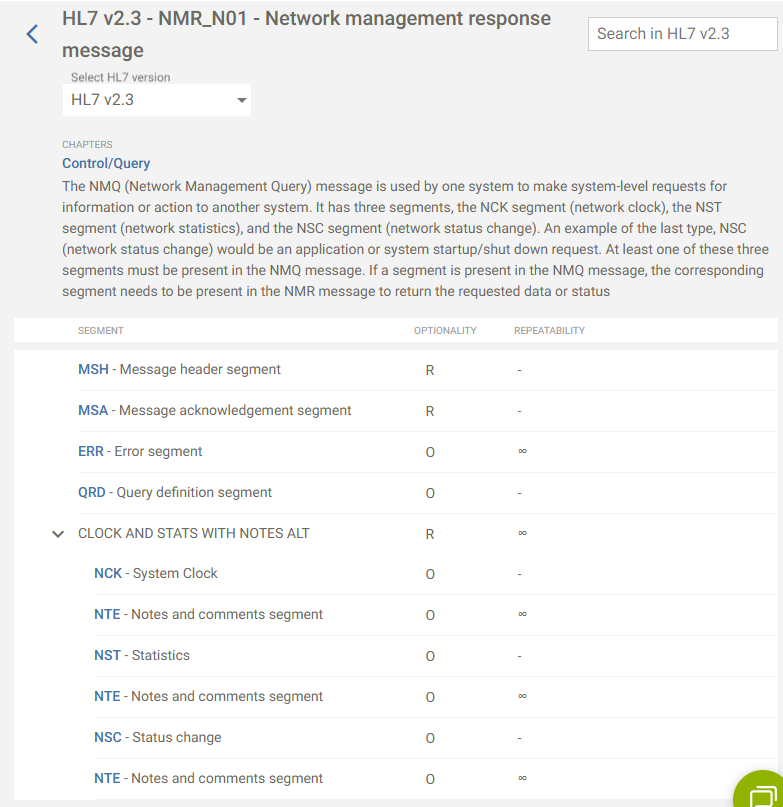 HL7 v2.3 - NMR_N01 - Network management response
message
Search in HL7 v2.3
Select HL7 version
HL7 v2.3
CHAPTERS
Control/Query
The NMQ (Network Management Query) message is used by one system to make system-level requests for
information or action to another system. It has three segments, the NCK segment (network clock), the NST
segment (network statistics), and the NSC segment (network status change). An example of the last type, NSC
(network status change) would be an application or system startup/shut down request. At least one of these three
segments must be present in the NMQ message. If a segment is present in the NMQ message, the corresponding
segment needs to be present in the NMR message to return the requested data or status
SEGMENT OPTIONALITY REPEATABILITY
MSH - Message header segment R -
MSA - Message acknowledgement segment R -
ERR - Error segment O ∞
QRD - Query definition segment O -
CLOCK AND STATS WITH NOTES ALT R ∞
NCK - System Clock O -
NTE - Notes and comments segment O ∞
NST - Statistics O -
NTE - Notes and comments segment O ∞
NSC - Status change O -
NTE - Notes and comments segment O ∞